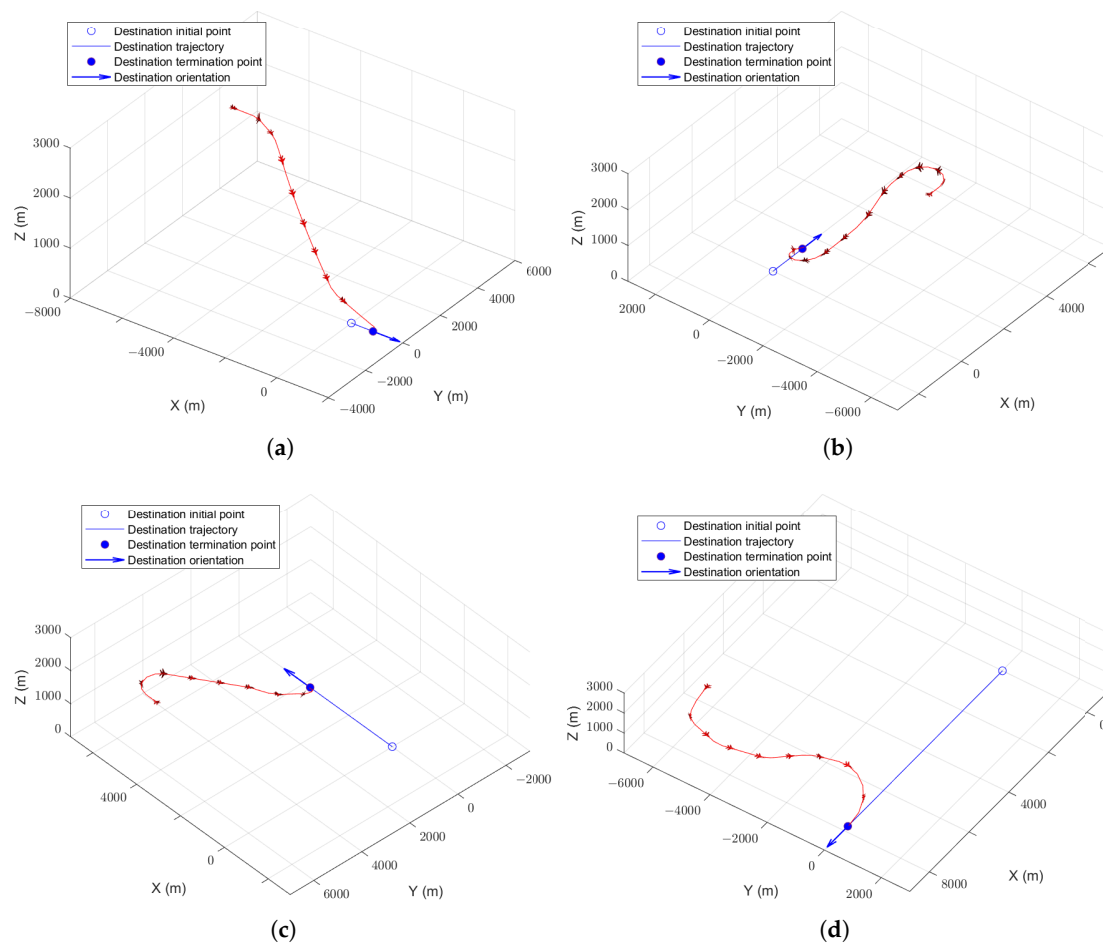 Destination initial point
Destination trajectory
Destination termination point
Destination orientation
3000
2000
1000
0
Z (m)
−8000
−4000
0
X (m)
−4000
−2000
0
2000
4000
6000
Y (m)
(a)
Destination initial point
Destination trajectory
Destination termination point
Destination orientation
3000
2000
1000
0
Z (m)
2000
0
−2000
−4000
−6000
Y (m)
0
4000
X (m)
(b)
Destination initial point
Destination trajectory
Destination termination point
Destination orientation
3000
2000
1000
0
Z (m)
4000
0
X (m)
6000
4000
2000
0
−2000
Y (m)
(c)
Destination initial point
Destination trajectory
Destination termination point
Destination orientation
3000
2000
1000
0
Z (m)
−6000
−4000
−2000
0
2000
Y (m)
8000
4000
X (m)
(d)